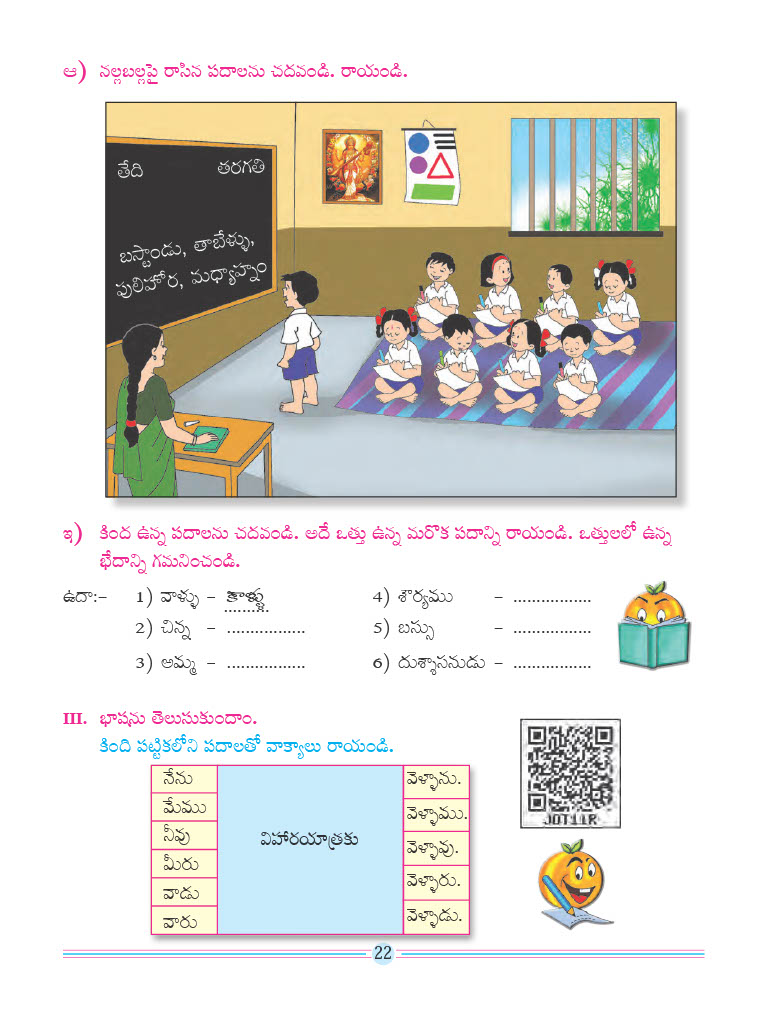 ఆ) నల్లబల్లపై రాసిన పదాలను చదవండి. రాయండి.
తేది తరగతి
బస్టాండు, తాబేళ్ళు,
పులిహోర, మధ్యాహ్నం
ఇ) కింద ఉన్న పదాలను చదవండి. అదే ఒత్తు ఉన్న మరొక పదాన్ని రాయండి. ఒత్తులలో ఉన్న
భేదాన్ని గమనించండి.
ఉదా:- 1) వాళ్ళు - కాళ్ళు 4) శౌర్యము - .................
2) చిన్న - ................. 5) బస్సు - .................
3) అమ్మ - ................. 6) దుశ్శాసనుడు - .................
III. భాషను తెలుసుకుందాం.
కింది పట్టికలోని పదాలతో వాక్యాలు రాయండి.
నేను వెళ్ళాను.
మేము వెళ్ళాము.
నీవు విహారయాత్రకు వెళ్ళావు.
మీరు వెళ్ళారు.
వాడు వెళ్ళాడు.
వారు
J0T11R
22